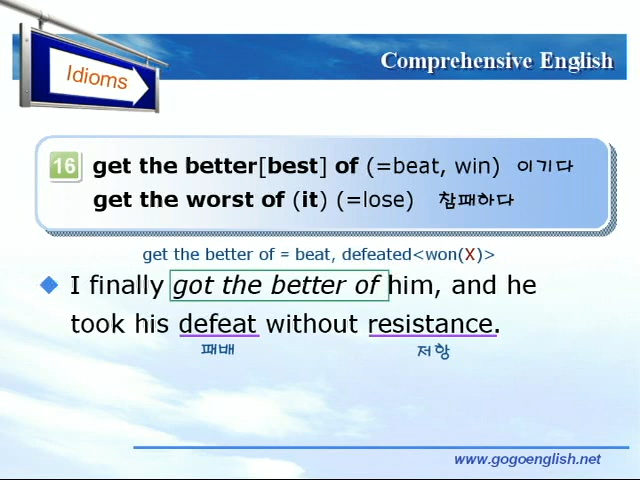 Idioms
Comprehensive English
16 get the better[best] of (=beat, win) 이기다
get the worst of (it) (=lose) 참패하다
get the better of = beat, defeated<won(X)>
I finally got the better of him, and he
took his defeat without resistance.
패배 저항
www.gogoenglish.net